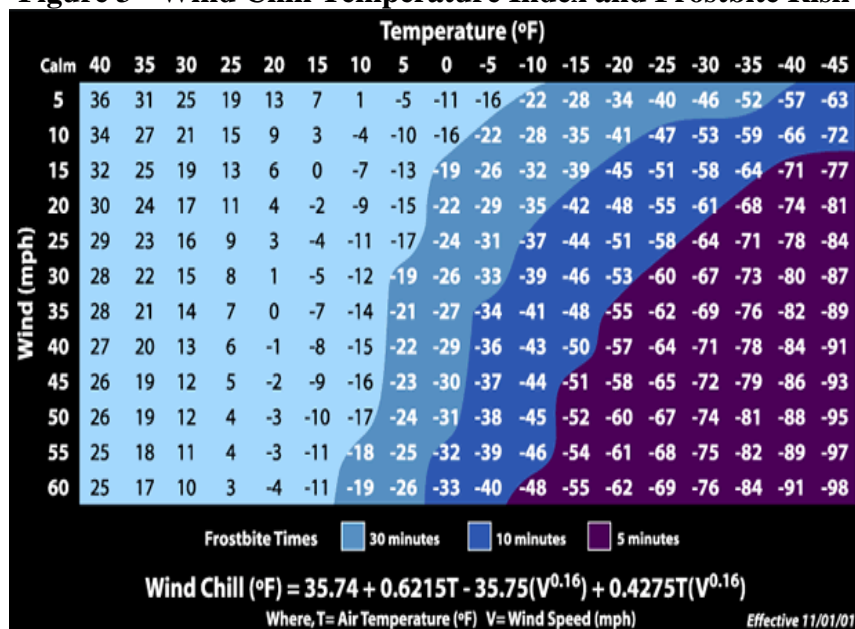 Figure 3 – Wind Chill Temperature Index and Frostbite Risk
Temperature (ºF)
Calm 40 35 30 25 20 15 10 5 0 -5 -10 -15 -20 -25 -30 -35 -40 -45
5 36 31 25 19 13 7 1 -5 -11 -16 -22 -28 -34 -40 -46 -52 -57 -63
10 34 27 21 15 9 3 -4 -10 -16 -22 -28 -35 -41 -47 -53 -59 -66 -72
15 32 25 19 13 6 0 -7 -13 -19 -26 -32 -39 -45 -51 -58 -64 -71 -77
20 30 24 17 11 4 -2 -9 -15 -22 -29 -35 -42 -48 -55 -61 -68 -74 -81
25 29 23 16 9 3 -4 -11 -17 -24 -31 -37 -44 -51 -58 -64 -71 -78 -84
30 28 22 15 8 1 -5 -12 -19 -26 -33 -39 -46 -53 -60 -67 -73 -80 -87
35 28 21 14 7 0 -7 -14 -21 -27 -34 -41 -48 -55 -62 -69 -76 -82 -89
40 27 20 13 6 -1 -8 -15 -22 -29 -36 -43 -50 -57 -64 -71 -78 -84 -91
45 26 19 12 5 -2 -9 -16 -23 -30 -37 -44 -51 -58 -65 -72 -79 -86 -93
50 26 19 12 4 -3 -10 -17 -24 -31 -38 -45 -52 -60 -67 -74 -81 -88 -95
55 25 18 11 4 -3 -11 -18 -25 -32 -39 -46 -54 -61 -68 -75 -82 -89 -97
60 25 17 10 3 -4 -11 -19 -26 -33 -40 -48 -55 -62 -69 -76 -84 -91 -98
Wind (mph)
Frostbite Times 30 minutes 10 minutes 5 minutes
Wind Chill (ºF) = 35.74 + 0.6215T - 35.75(V^0.16) + 0.4275T(V^0.16)
Where, T= Air Temperature (ºF) V= Wind Speed (mph)
Effective 11/01/01